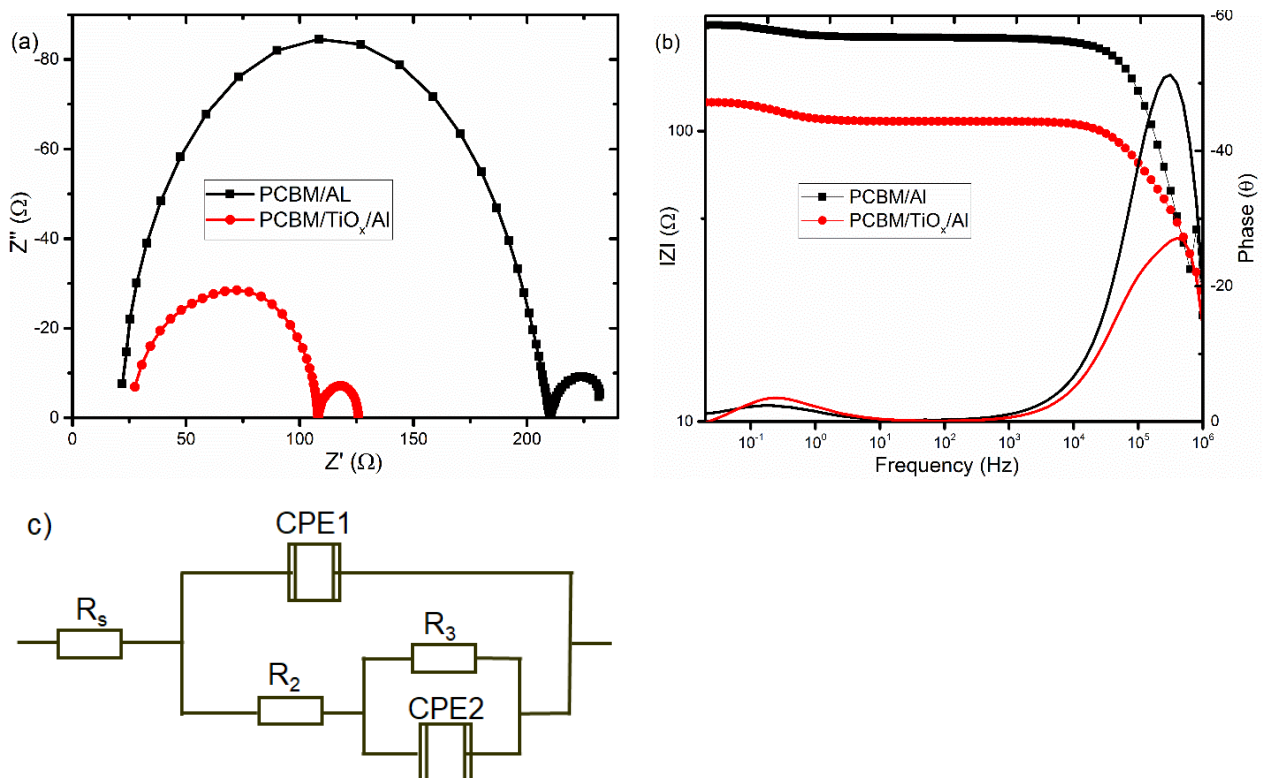 (a)
-80
-60
-40
-20
0
Z'' (Ω)
PCBM/AL
PCBM/TiOx/Al
0 50 100 150 200
Z' (Ω)
(b)
100
10
IZI (Ω)
PCBM/Al
PCBM/TiOx/Al
-60
-40
-20
0
Phase (θ)
10-1 100 101 102 103 104 105 106
Frequency (Hz)
c)
CPE1
Rs
R3
R2
CPE2